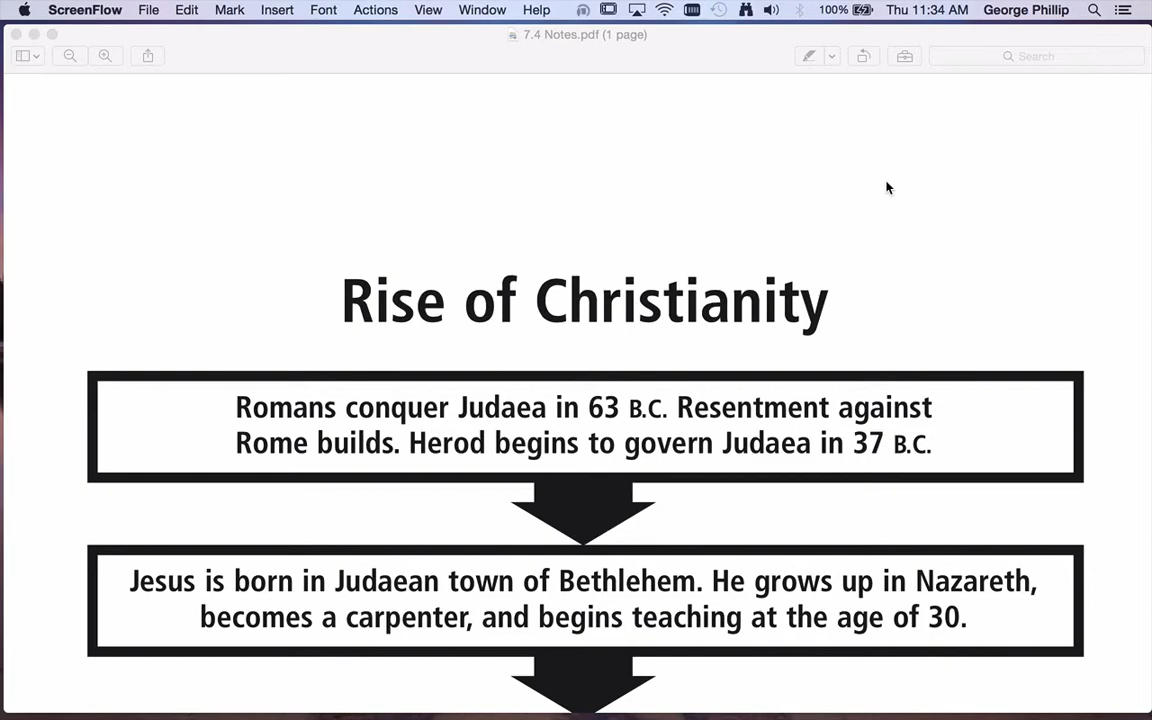 ScreenFlow File Edit Mark Insert Font Actions View Window Help 100% Thu 11:34 AM George Phillip
7.4 Notes.pdf (1 page)
Search
Rise of Christianity
Romans conquer Judaea in 63 B.C. Resentment against
Rome builds. Herod begins to govern Judaea in 37 B.C.
Jesus is born in Judaean town of Bethlehem. He grows up in Nazareth,
becomes a carpenter, and begins teaching at the age of 30.